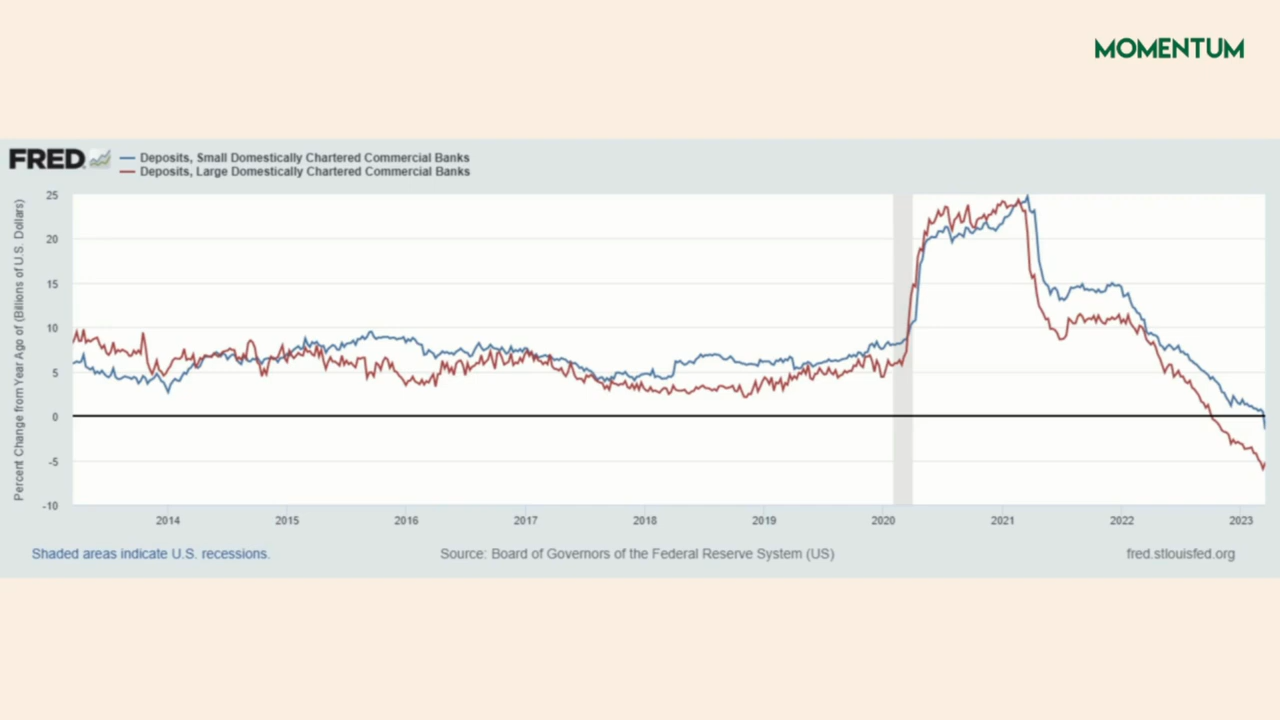 MOMENTUM
FRED
Deposits, Small Domestically Chartered Commercial Banks
Deposits, Large Domestically Chartered Commercial Banks
Percent Change from Year Ago of (Billions of U.S. Dollars)
25
20
15
10
5
0
-5
-10
2014 2015 2016 2017 2018 2019 2020 2021 2022 2023
Shaded areas indicate U.S. recessions. Source: Board of Governors of the Federal Reserve System (US) fred.stlouisfed.org